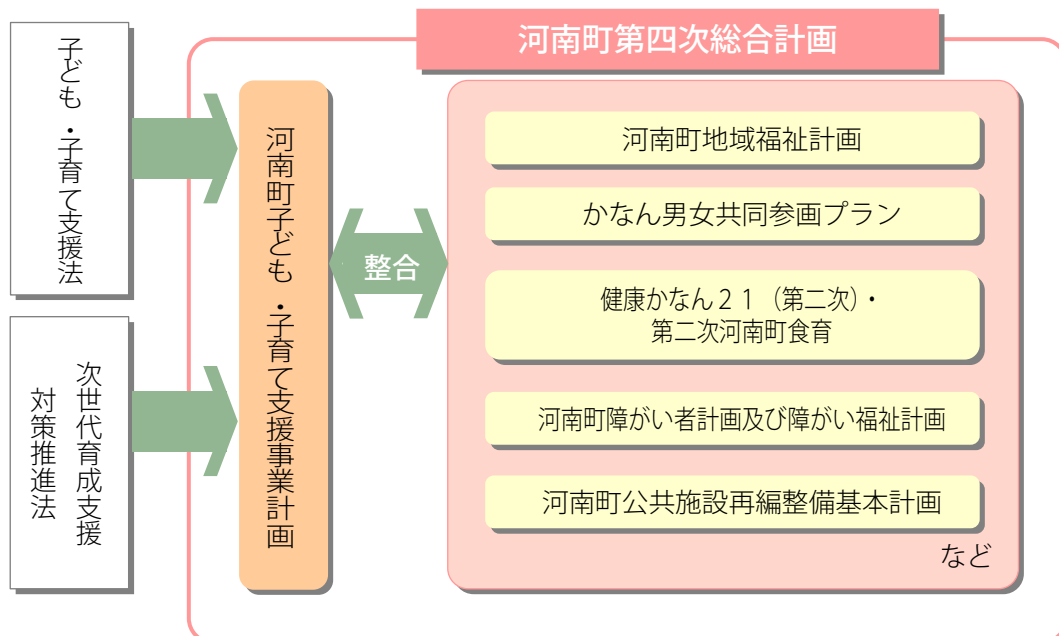 河南町第四次総合計画
子ども・子育て支援法
次世代育成支援
対策推進法
河南町子ども・子育て支援事業計画
整合
河南町地域福祉計画
かなん男女共同参画プラン
健康かなん２１（第二次）・
第二次河南町食育
河南町障がい者計画及び障がい福祉計画
河南町公共施設再編整備基本計画
など